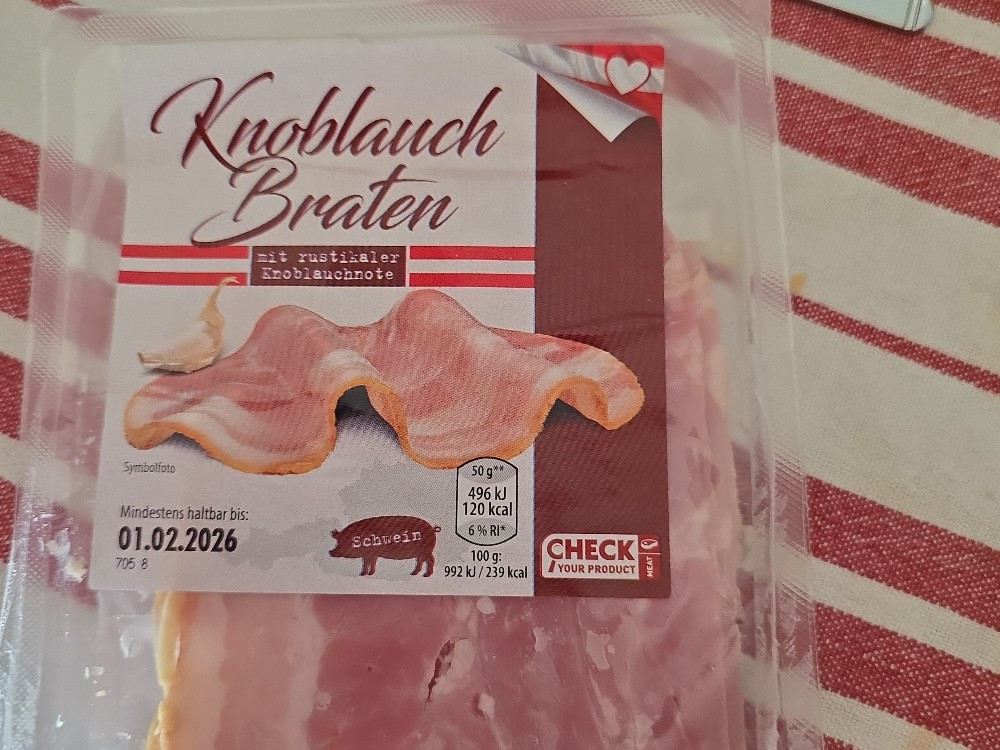 Knoblauch
Braten
mit rustikaler
Knoblauchnote
Symbolfoto
Mindestens haltbar bis:
01.02.2026
705 8
Schwein
50 g**
496 kJ
120 kcal
6 % RI*
100 g:
992 kJ / 239 kcal
CHECK
YOUR PRODUCT
MEAT